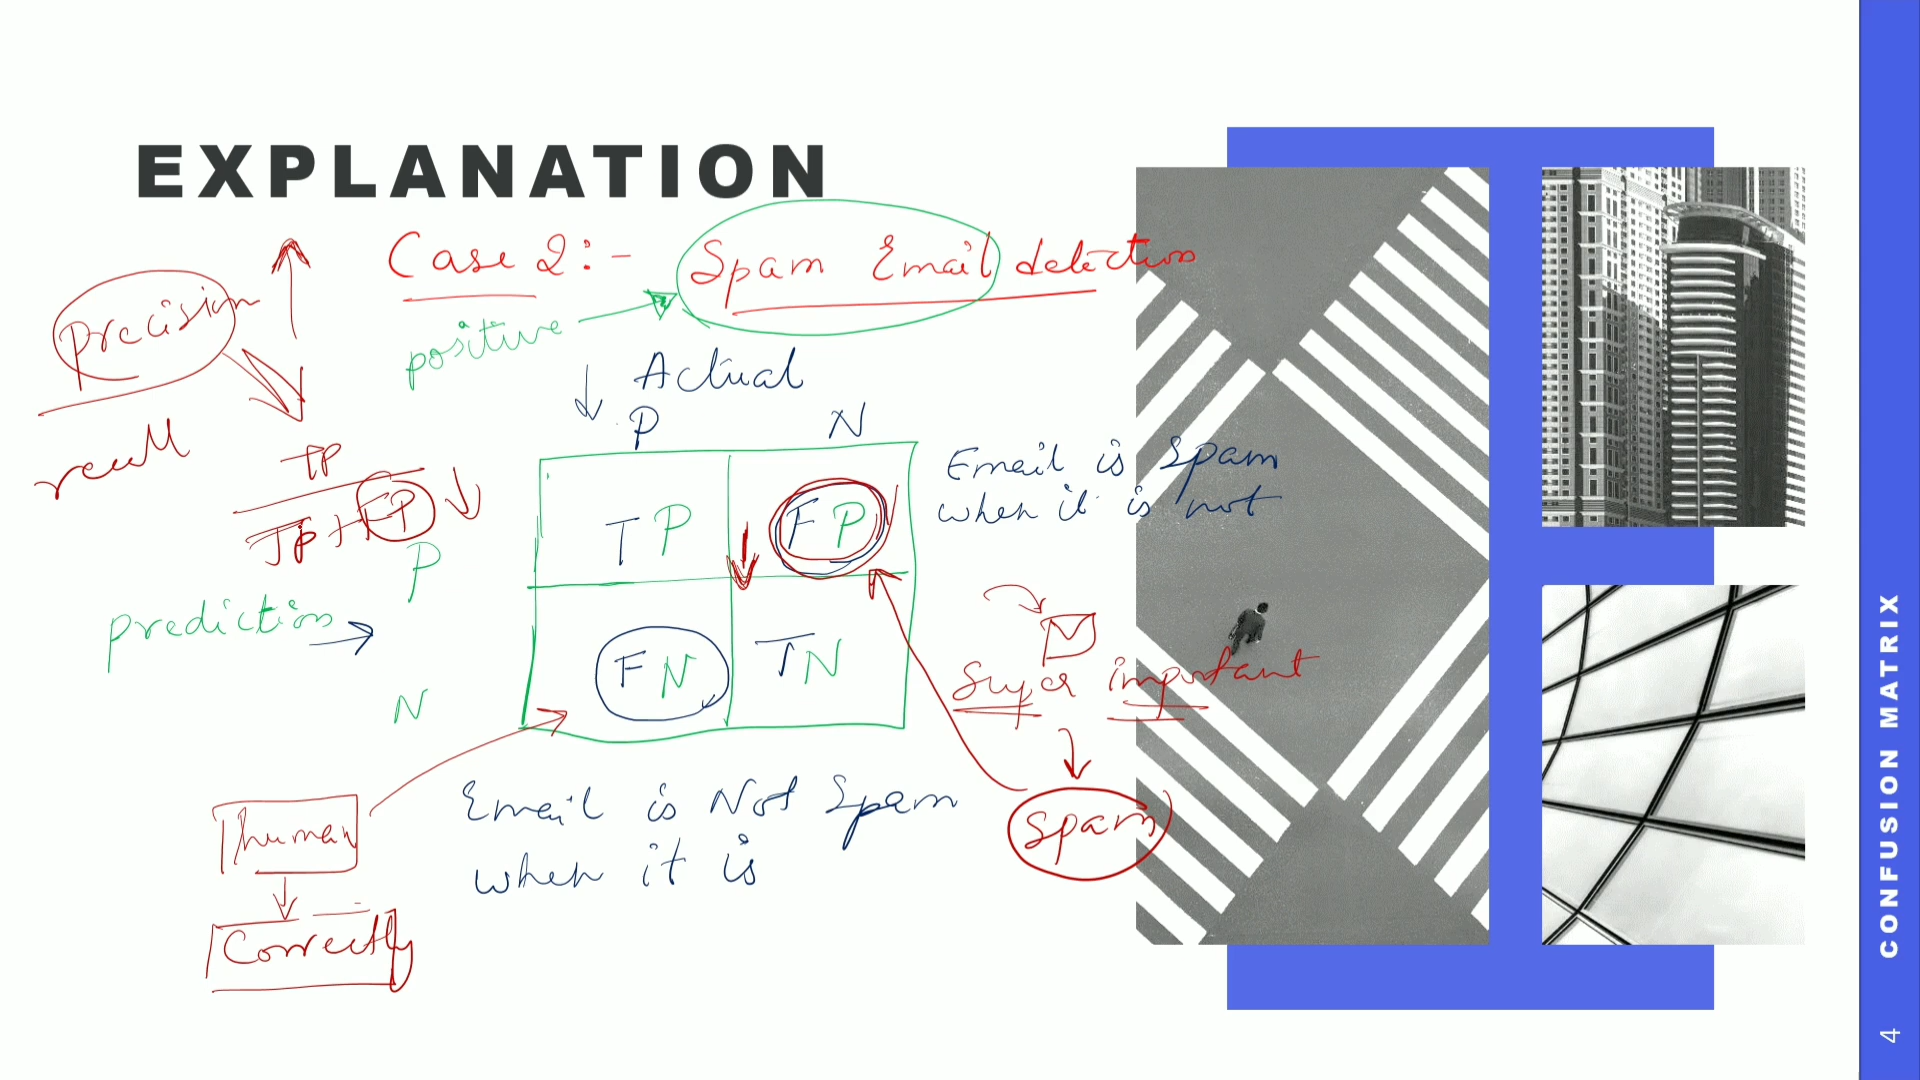 EXPLANATION
Case 2:- Spam Email detection
Precision
positive
Actual
recall
P N
TP
TP + FP
Email is Spam
when it is not
TP FP
P
prediction
FN TN
N
Super important
Email is Not Spam
when it is
Spam
human
Correctly
CONFUSION MATRIX
4